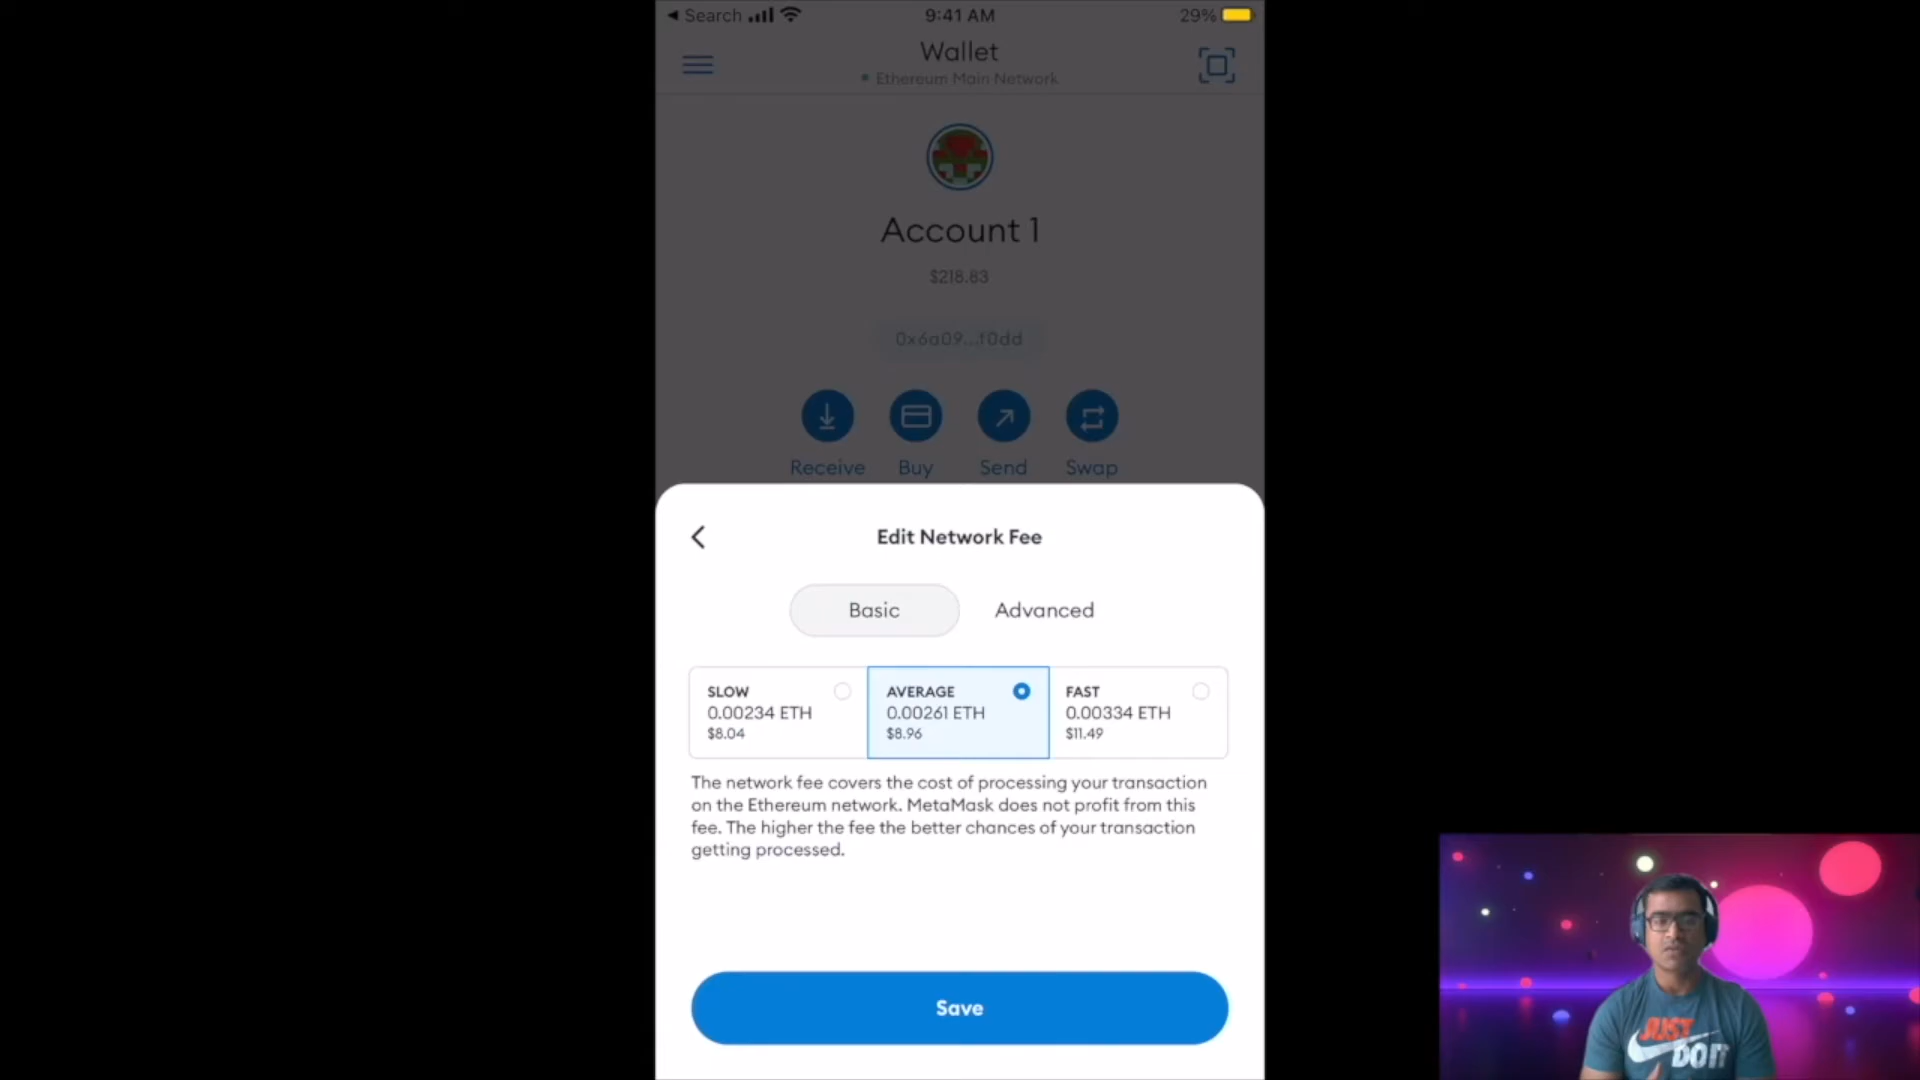 Search
9:41 AM
29%
Wallet
Ethereum Main Network
Account 1
$218.83
0x6a09...f0dd
Receive
Buy
Send
Swap
Edit Network Fee
Basic
Advanced
SLOW
0.00234 ETH
$8.04
AVERAGE
0.00261 ETH
$8.96
FAST
0.00334 ETH
$11.49
The network fee covers the cost of processing your transaction
on the Ethereum network. MetaMask does not profit from this
fee. The higher the fee the better chances of your transaction
getting processed.
Save
JUST
DO IT